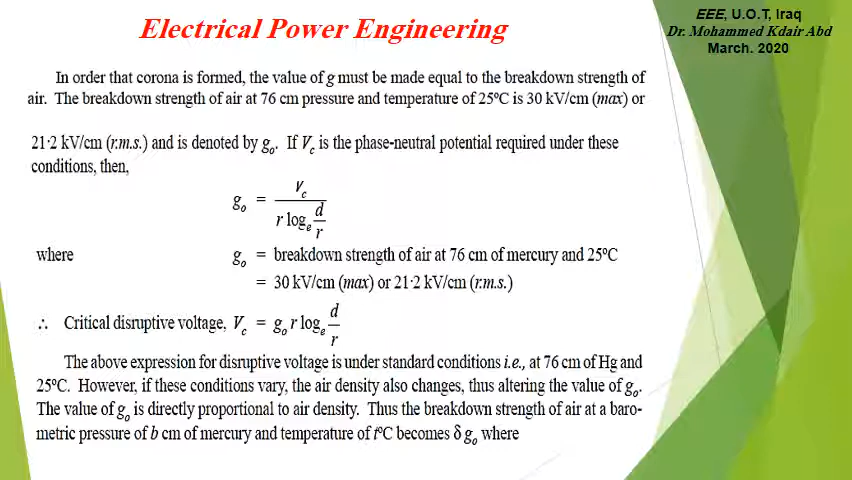 Electrical Power Engineering
EEE, U.O.T, Iraq
Dr. Mohammed Kdair Abd
March. 2020
In order that corona is formed, the value of g must be made equal to the breakdown strength of
air. The breakdown strength of air at 76 cm pressure and temperature of 25ºC is 30 kV/cm (max) or
21·2 kV/cm (r.m.s.) and is denoted by gₒ. If V꜀ is the phase-neutral potential required under these
conditions, then,
gₒ = V_c / (r logₑ d/r)
where gₒ = breakdown strength of air at 76 cm of mercury and 25ºC
= 30 kV/cm (max) or 21·2 kV/cm (r.m.s.)
∴ Critical disruptive voltage, V_c = gₒ r logₑ d/r
The above expression for disruptive voltage is under standard conditions i.e., at 76 cm of Hg and
25ºC. However, if these conditions vary, the air density also changes, thus altering the value of gₒ.
The value of gₒ is directly proportional to air density. Thus the breakdown strength of air at a baro-
metric pressure of b cm of mercury and temperature of tºC becomes δ gₒ where